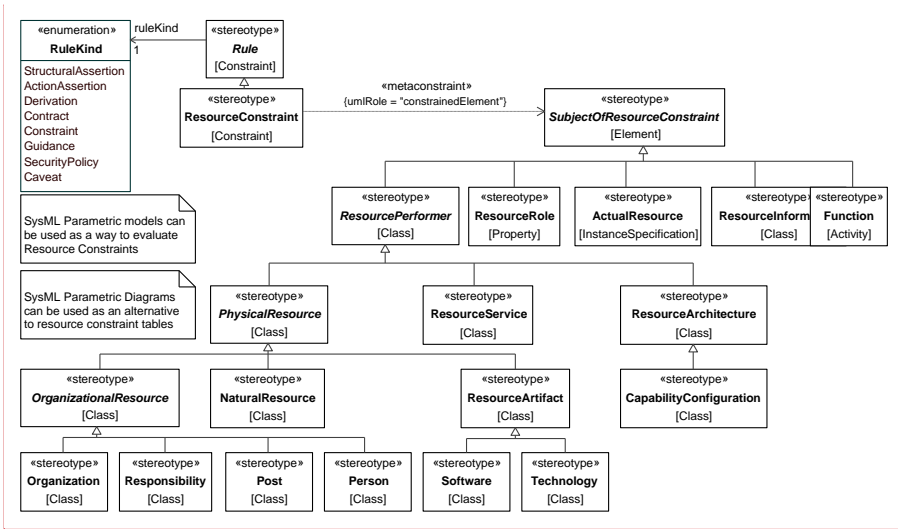 «enumeration»
RuleKind
StructuralAssertion
ActionAssertion
Derivation
Contract
Constraint
Guidance
SecurityPolicy
Caveat
ruleKind
1
«stereotype»
Rule
[Constraint]
«stereotype»
ResourceConstraint
[Constraint]
«metaconstraint»
{umlRole = "constrainedElement"}
«stereotype»
SubjectOfResourceConstraint
[Element]
SysML Parametric models can
be used as a way to evaluate
Resource Constraints
SysML Parametric Diagrams
can be used as an alternative
to resource constraint tables
«stereotype»
ResourcePerformer
[Class]
«stereotype»
ResourceRole
[Property]
«stereotype»
ActualResource
[InstanceSpecification]
«stereotype»
ResourceInform
[Class]
«stereotype»
Function
[Activity]
«stereotype»
PhysicalResource
[Class]
«stereotype»
ResourceService
[Class]
«stereotype»
ResourceArchitecture
[Class]
«stereotype»
OrganizationalResource
[Class]
«stereotype»
NaturalResource
[Class]
«stereotype»
ResourceArtifact
[Class]
«stereotype»
CapabilityConfiguration
[Class]
«stereotype»
Organization
[Class]
«stereotype»
Responsibility
[Class]
«stereotype»
Post
[Class]
«stereotype»
Person
[Class]
«stereotype»
Software
[Class]
«stereotype»
Technology
[Class]